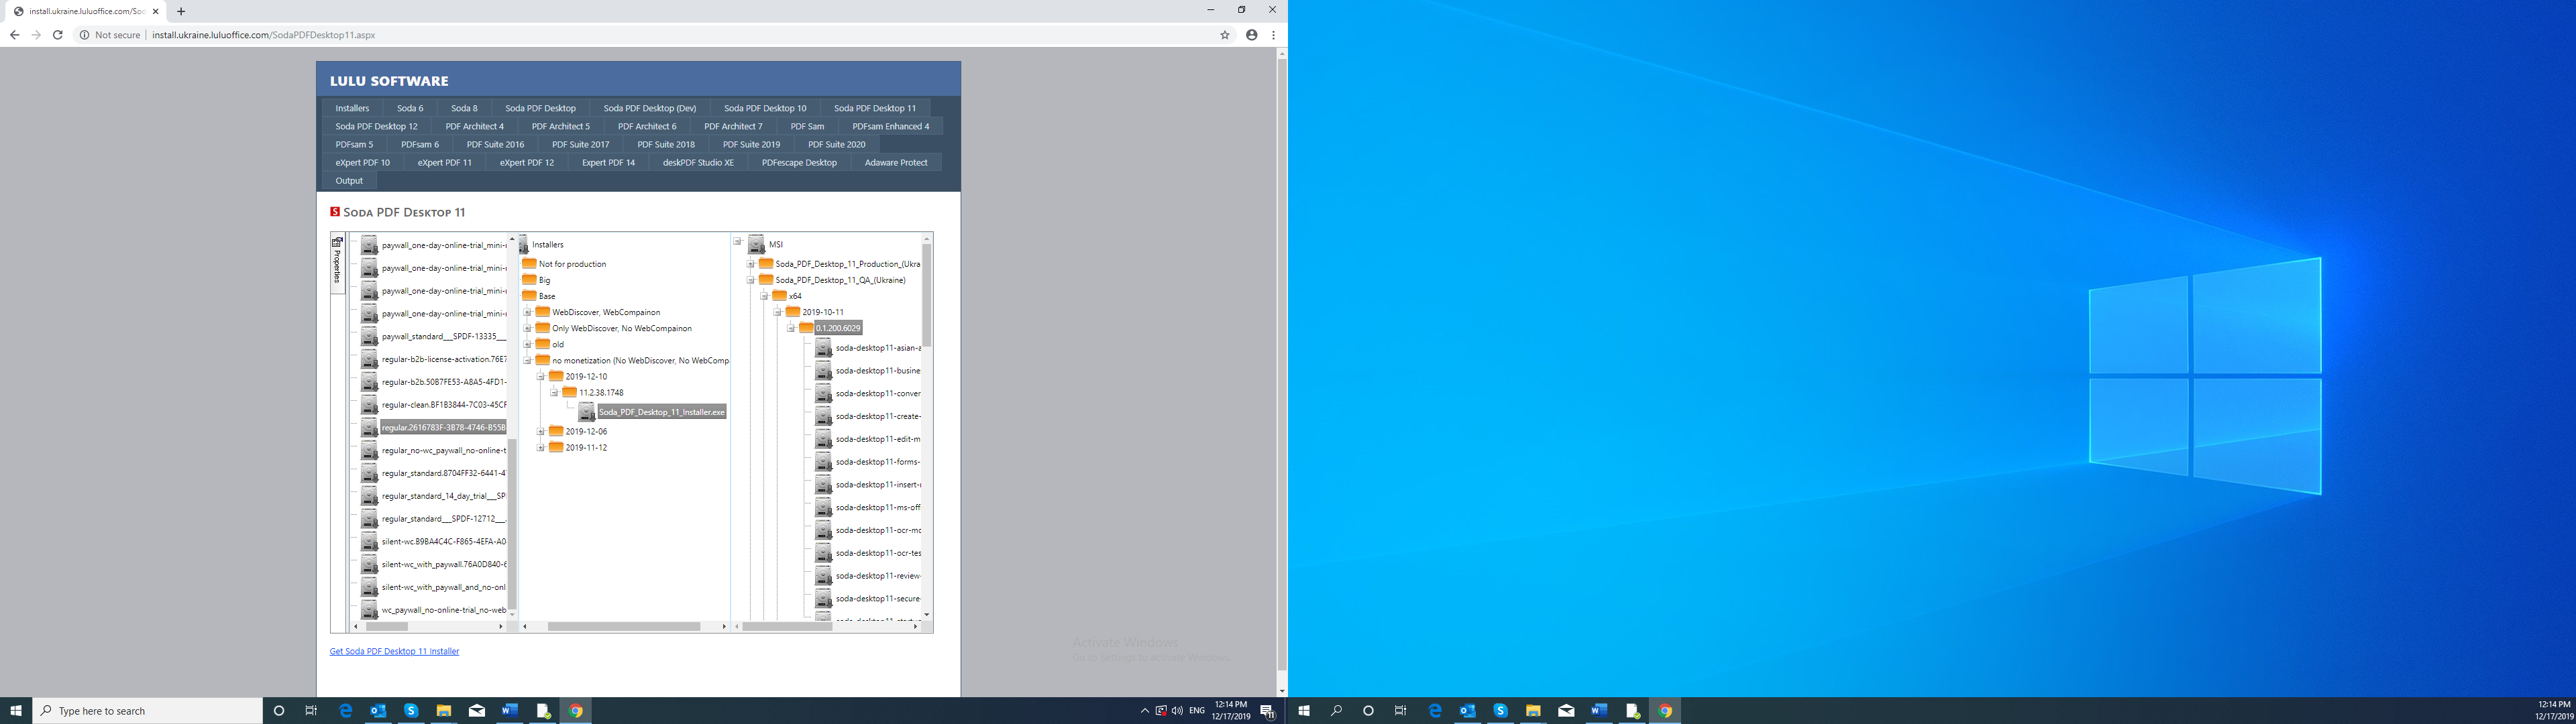 install.ukraine.luluoffice.com/Sod
Not secure
install.ukraine.luluoffice.com/SodaPDFDesktop11.aspx
LULU SOFTWARE
Installers Soda 6 Soda 8 Soda PDF Desktop Soda PDF Desktop (Dev) Soda PDF Desktop 10 Soda PDF Desktop 11
Soda PDF Desktop 12 PDF Architect 4 PDF Architect 5 PDF Architect 6 PDF Architect 7 PDF Sam PDFsam Enhanced 4
PDFsam 5 PDFsam 6 PDF Suite 2016 PDF Suite 2017 PDF Suite 2018 PDF Suite 2019 PDF Suite 2020
eXpert PDF 10 eXpert PDF 11 eXpert PDF 12 Expert PDF 14 deskPDF Studio XE PDFescape Desktop Adaware Protect
Output
Soda PDF Desktop 11
Properties
paywall_one-day-online-trial_mini-
paywall_one-day-online-trial_mini-
paywall_one-day-online-trial_mini-
paywall_one-day-online-trial_mini-
paywall_standard___SPDF-13335___
regular-b2b-license-activation.76E7
regular-b2b.50B7FE53-A8A5-4FD1-
regular-clean.BF1B3844-7C03-45CF
regular.2616783F-3B78-4746-B55B
regular_no-wc_paywall_no-online-t
regular_standard.8704FF32-6441-4
regular_standard_14_day_trial___SP
regular_standard___SPDF-12712___
silent-wc.B9BA4C4C-F865-4EFA-A0
silent-wc_with_paywall.76A0D840-6
silent-wc_with_paywall_and_no-onl
wc_paywall_no-online-trial_no-web
Installers
Not for production
Big
Base
WebDiscover, WebCompainon
Only WebDiscover, No WebCompainon
old
no monetization (No WebDiscover, No WebComp
2019-12-10
11.2.38.1748
Soda_PDF_Desktop_11_Installer.exe
2019-12-06
2019-11-12
MSI
Soda_PDF_Desktop_11_Production_(Ukra
Soda_PDF_Desktop_11_QA_(Ukraine)
x64
2019-10-11
0.1.200.6029
soda-desktop11-asian-a
soda-desktop11-busine
soda-desktop11-conver
soda-desktop11-create-
soda-desktop11-edit-m
soda-desktop11-forms-
soda-desktop11-insert-
soda-desktop11-ms-off
soda-desktop11-ocr-mo
soda-desktop11-ocr-tes
soda-desktop11-review-
soda-desktop11-secure-
Get Soda PDF Desktop 11 Installer
Activate Windows
Go to Settings to activate Windows.
Type here to search
ENG
12:14 PM
12/17/2019
11
12:14 PM
12/17/2019